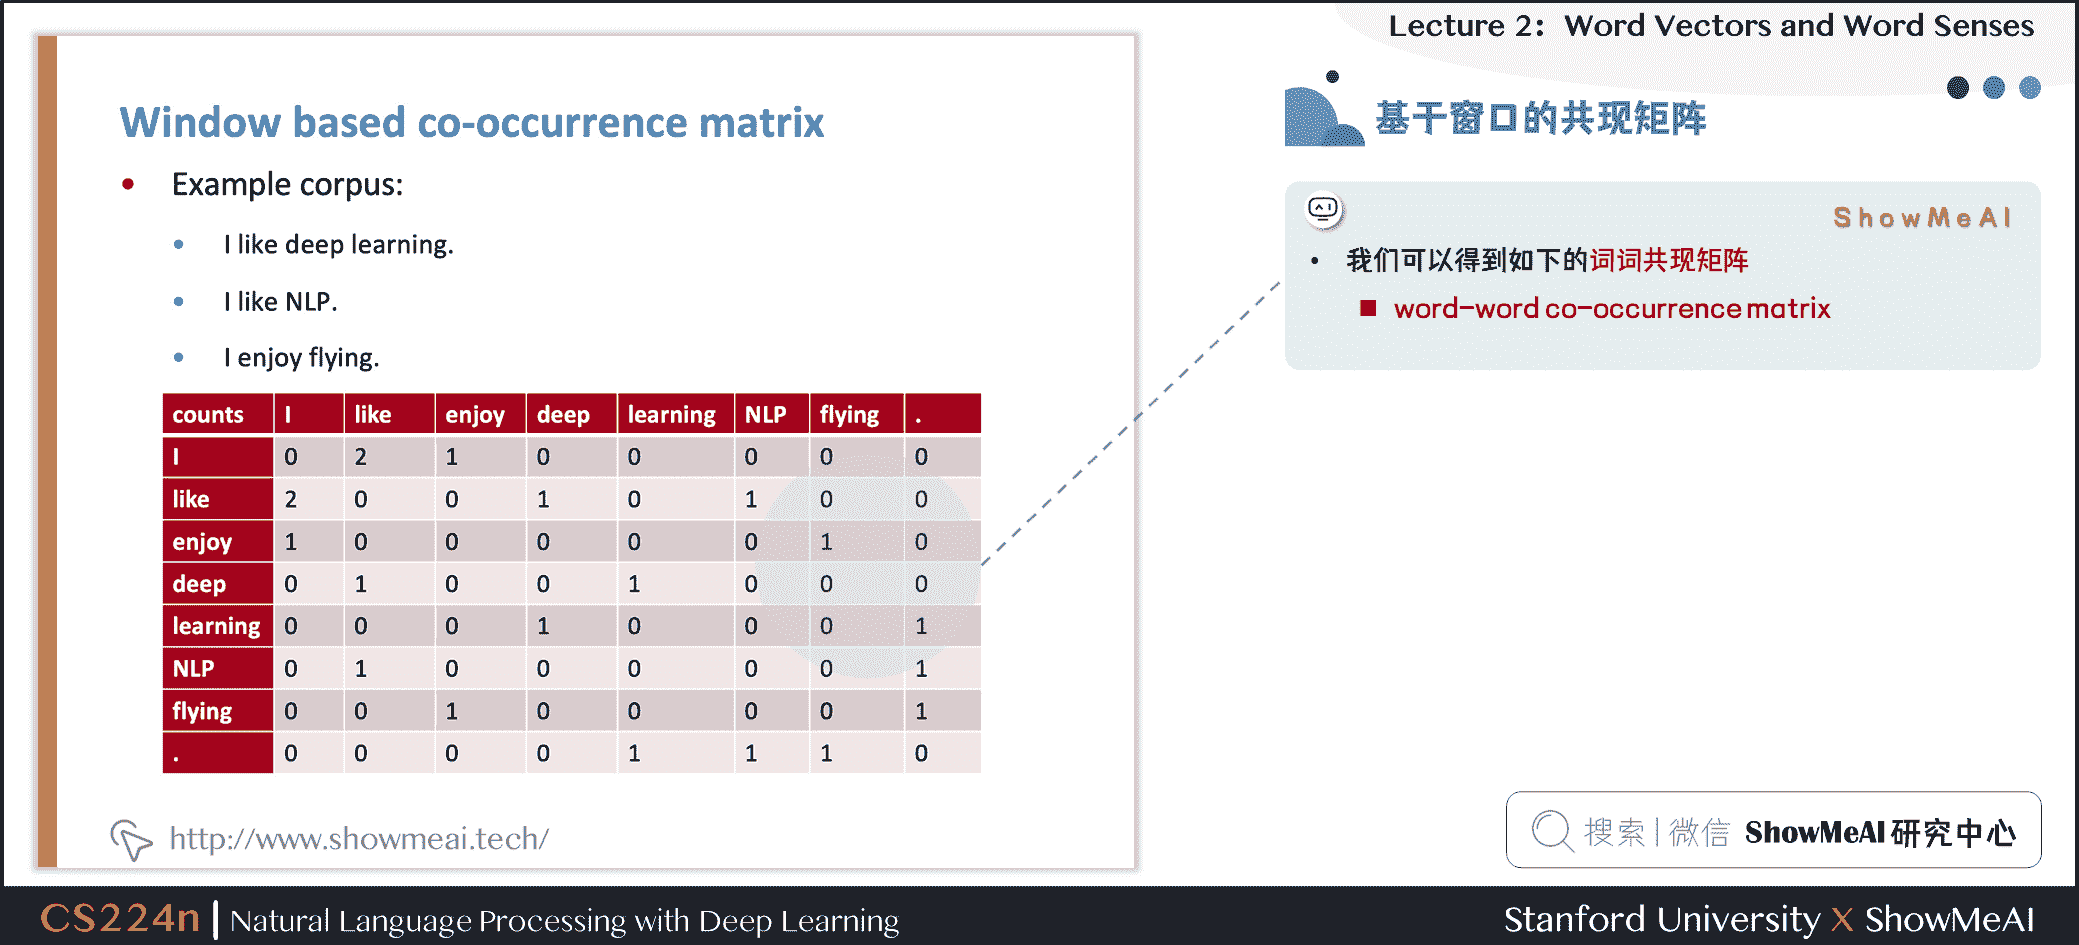 Lecture 2: Word Vectors and Word Senses
Window based co-occurrence matrix
• Example corpus:
• I like deep learning.
• I like NLP.
• I enjoy flying.
counts I like enjoy deep learning NLP flying .
I 0 2 1 0 0 0 0 0
like 2 0 0 1 0 1 0 0
enjoy 1 0 0 0 0 0 1 0
deep 0 1 0 0 1 0 0 0
learning 0 0 0 1 0 0 0 1
NLP 0 1 0 0 0 0 0 1
flying 0 0 1 0 0 0 0 1
. 0 0 0 0 1 1 1 0
http://www.showmeai.tech/
基于窗口的共现矩阵
ShowMeAI
• 我们可以得到如下的词词共现矩阵
■ word-word co-occurrence matrix
搜索|微信 ShowMeAI 研究中心
CS224n | Natural Language Processing with Deep Learning
Stanford University X ShowMeAI